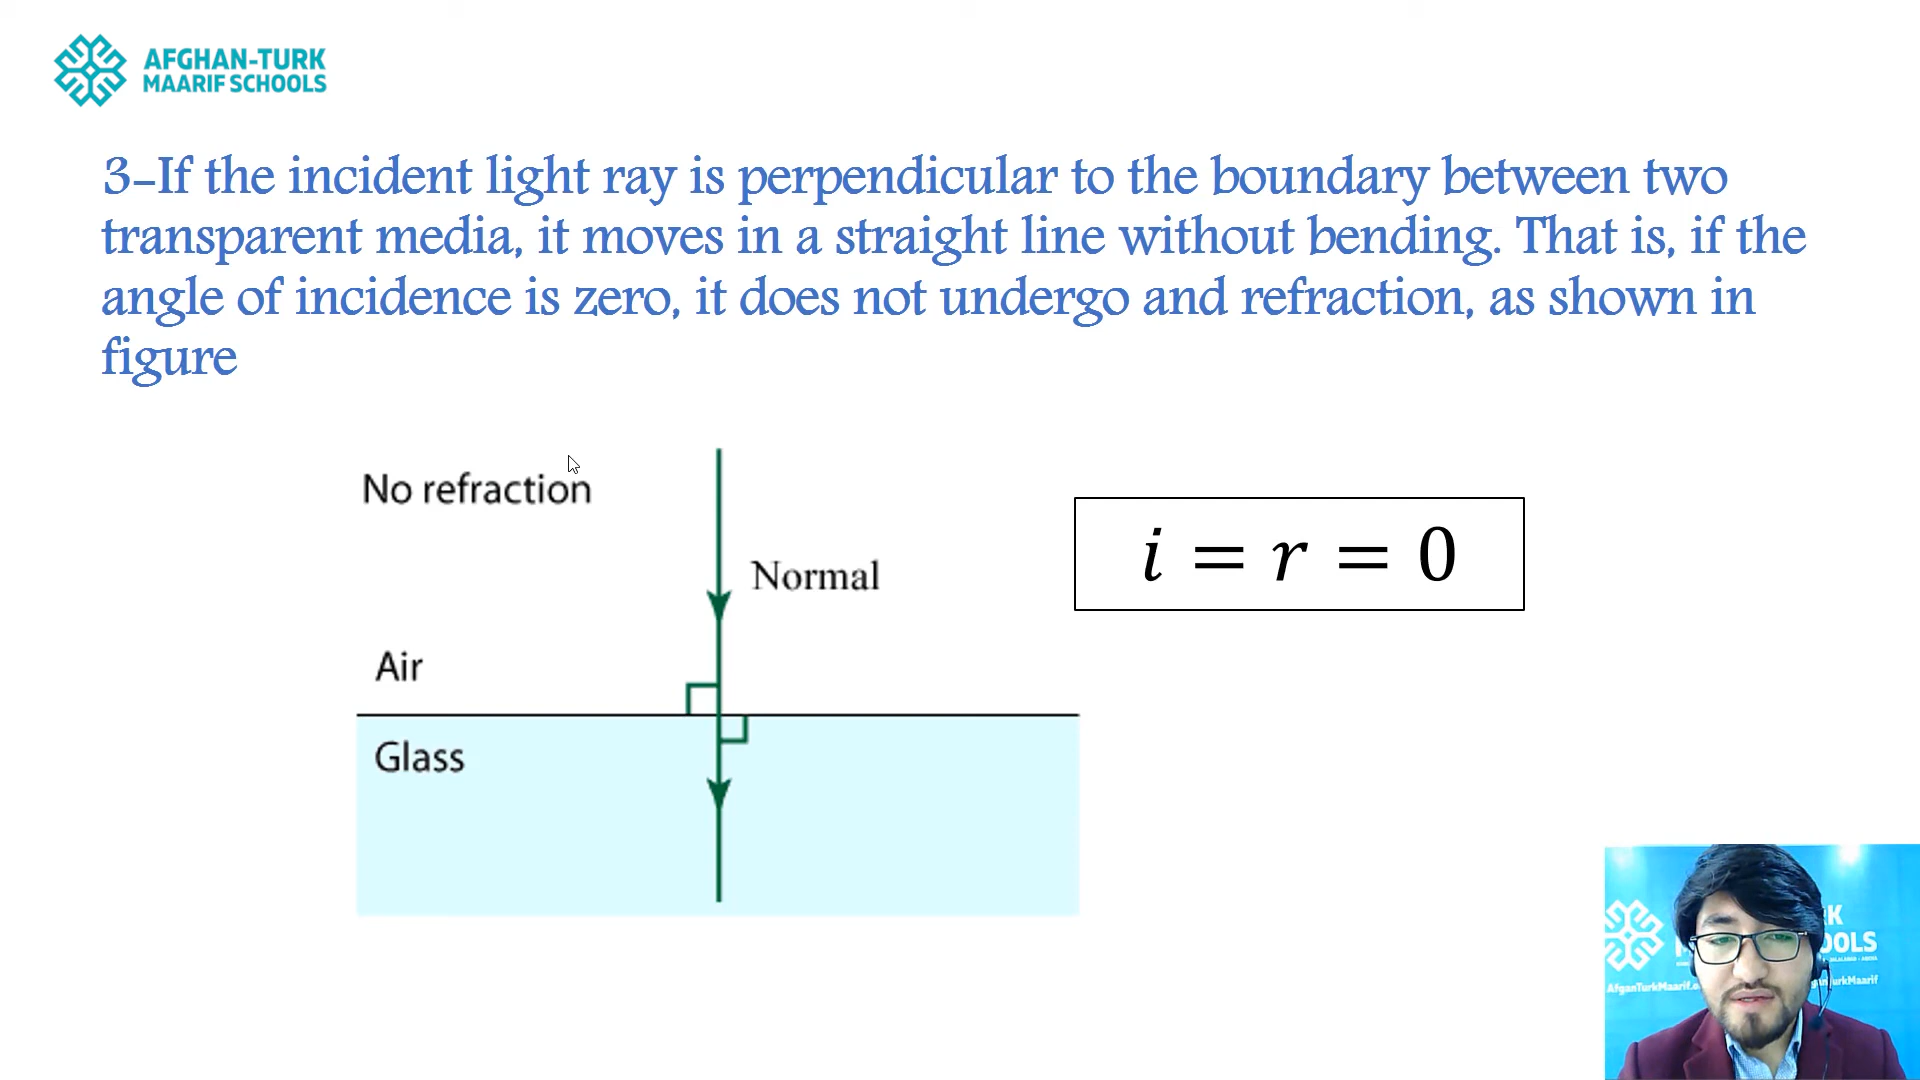 AFGHAN-TURK
MAARIF SCHOOLS
3-If the incident light ray is perpendicular to the boundary between two
transparent media, it moves in a straight line without bending. That is, if the
angle of incidence is zero, it does not undergo and refraction, as shown in
figure
No refraction
Normal
i = r = 0
Air
Glass